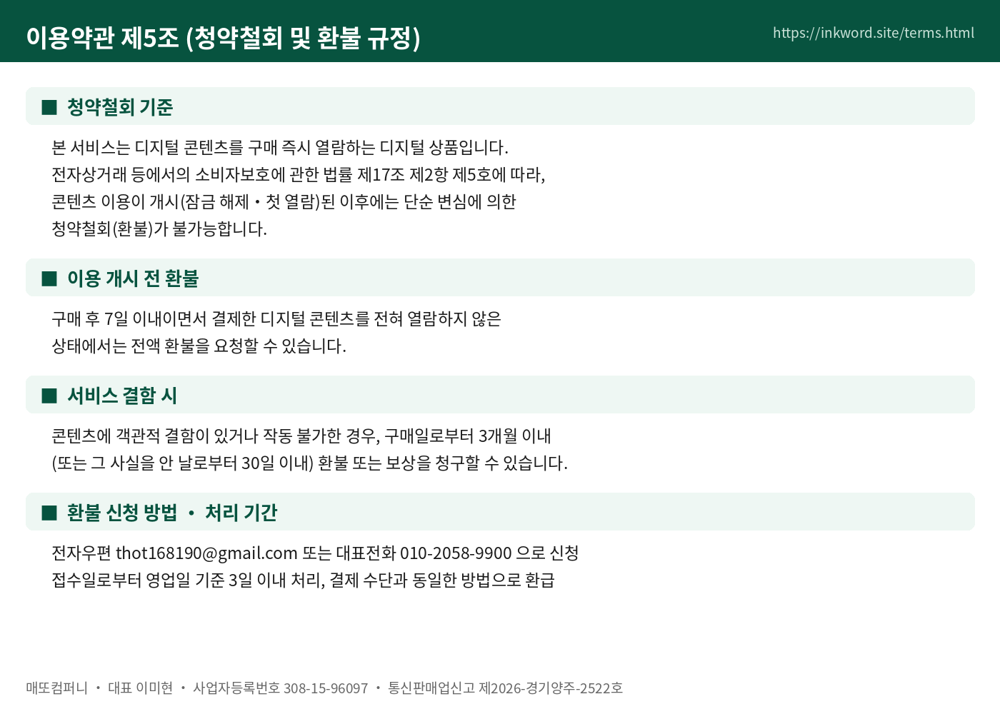 이용약관 제5조 (청약철회 및 환불 규정)
https://inkword.site/terms.html
■ 청약철회 기준
본 서비스는 디지털 콘텐츠를 구매 즉시 열람하는 디지털 상품입니다.
전자상거래 등에서의 소비자보호에 관한 법률 제17조 제2항 제5호에 따라,
콘텐츠 이용이 개시(잠금 해제・첫 열람)된 이후에는 단순 변심에 의한
청약철회(환불)가 불가능합니다.
■ 이용 개시 전 환불
구매 후 7일 이내이면서 결제한 디지털 콘텐츠를 전혀 열람하지 않은
상태에서는 전액 환불을 요청할 수 있습니다.
■ 서비스 결함 시
콘텐츠에 객관적 결함이 있거나 작동 불가한 경우, 구매일로부터 3개월 이내
(또는 그 사실을 안 날로부터 30일 이내) 환불 또는 보상을 청구할 수 있습니다.
■ 환불 신청 방법 ・ 처리 기간
전자우편 thot168190@gmail.com 또는 대표전화 010-2058-9900 으로 신청
접수일로부터 영업일 기준 3일 이내 처리, 결제 수단과 동일한 방법으로 환급
매또컴퍼니 ・ 대표 이미현 ・ 사업자등록번호 308-15-96097 ・ 통신판매업신고 제2026-경기양주-2522호